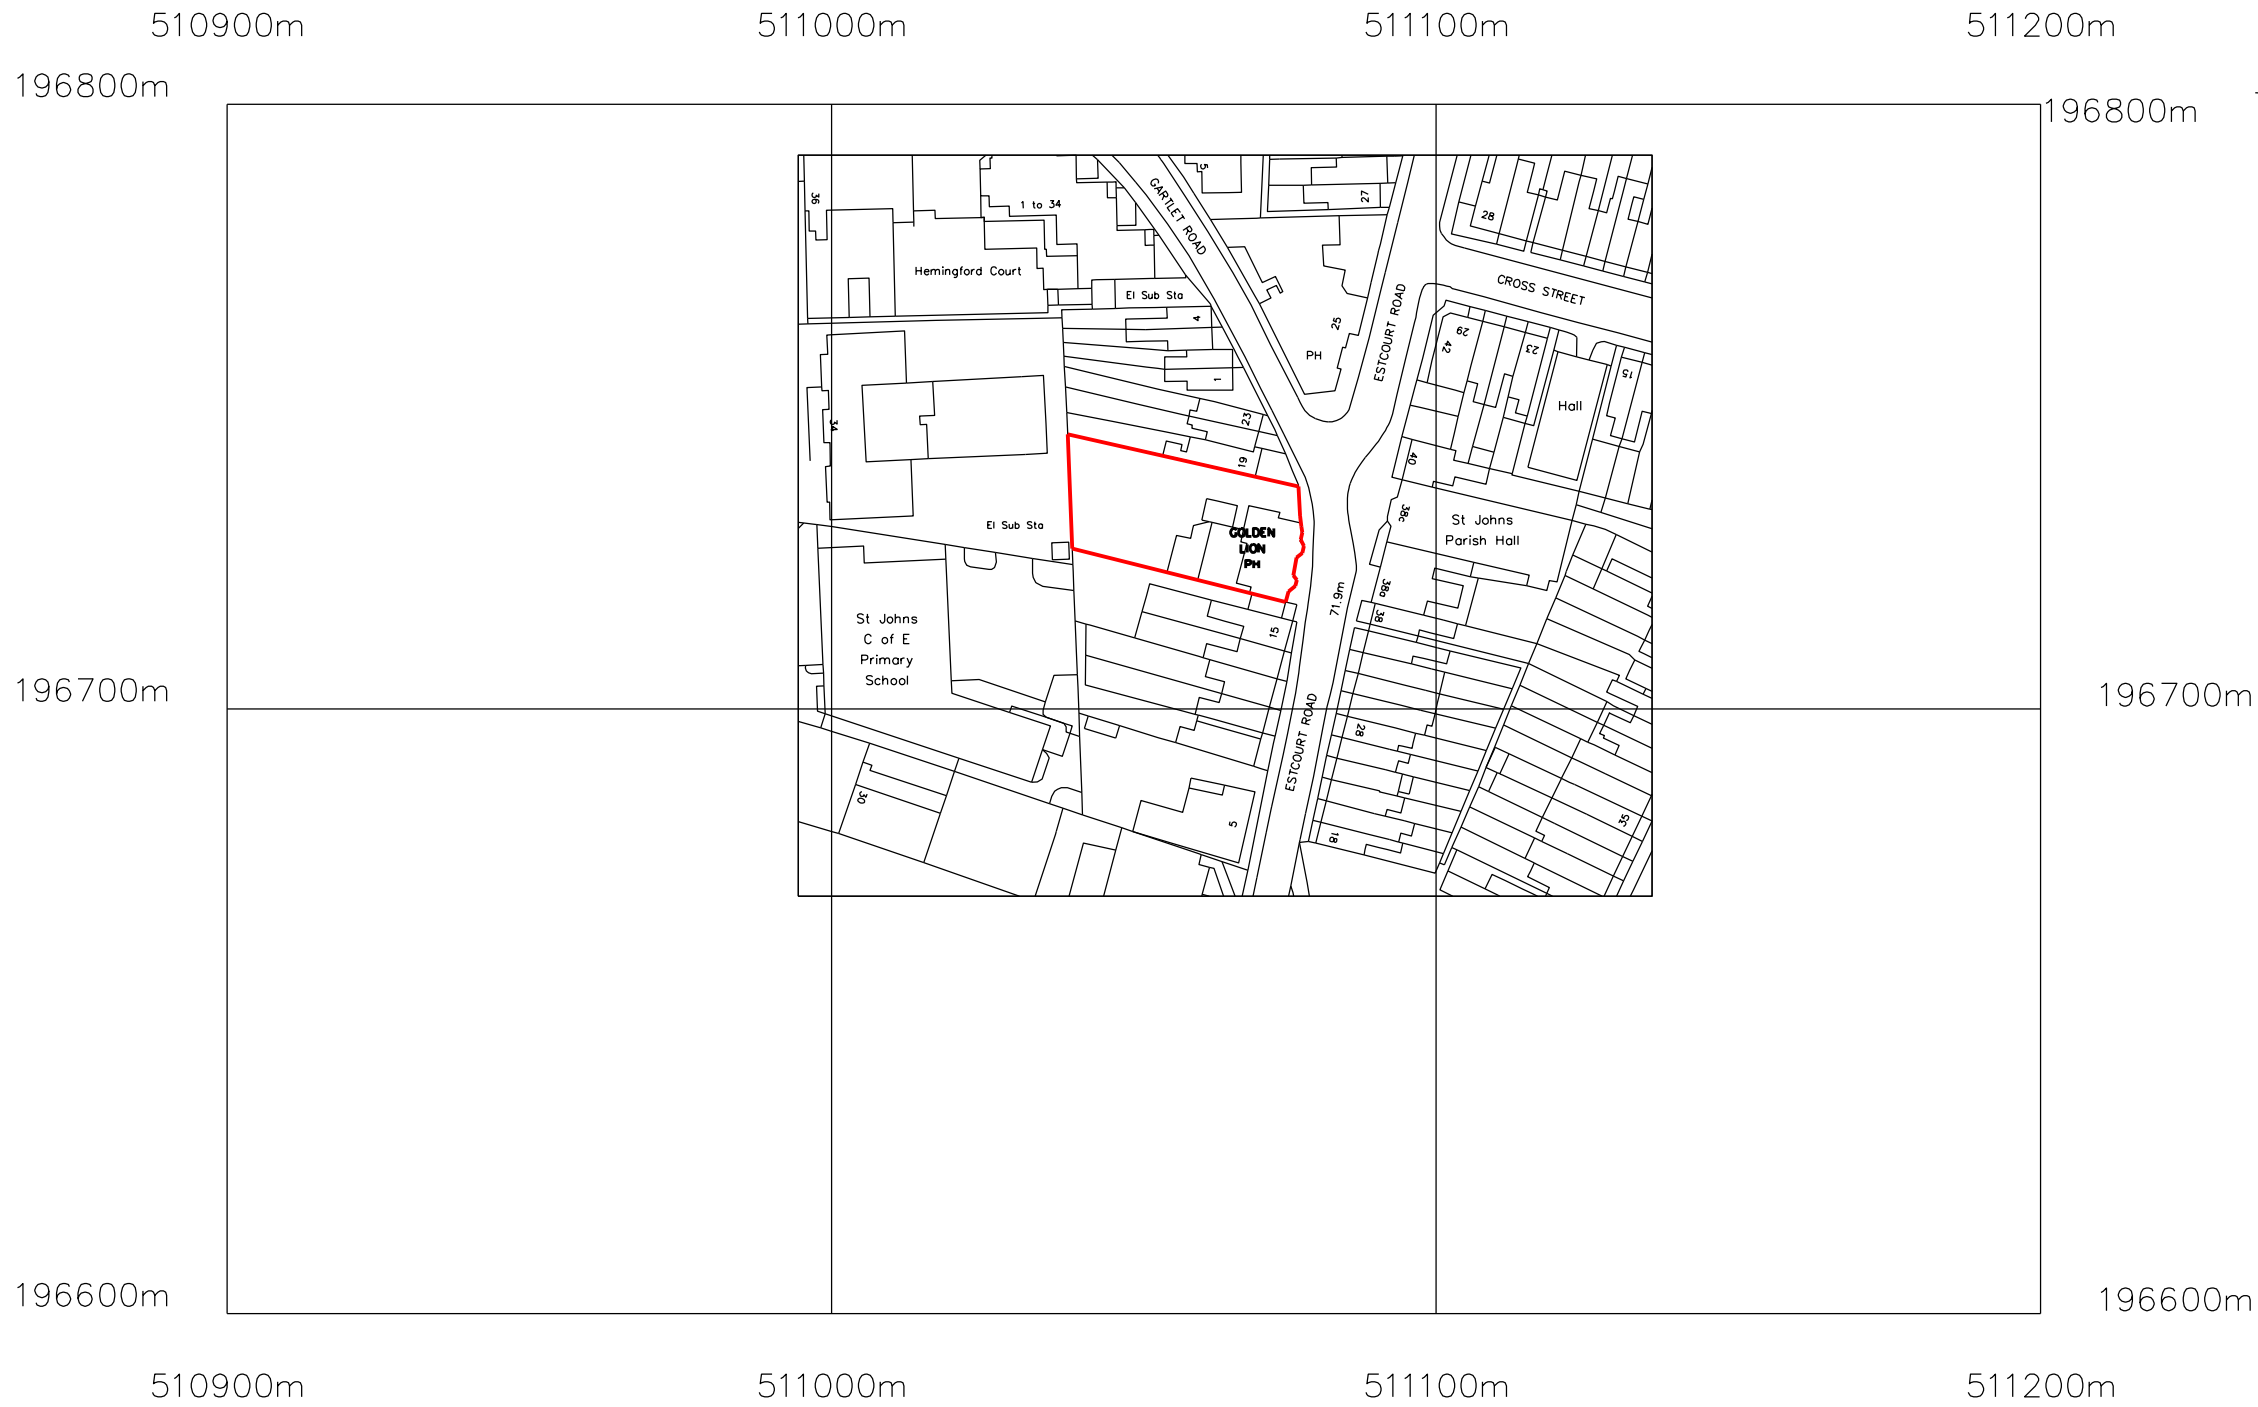 510900m
511000m
511100m
511200m
196800m
196800m
5
36
27
1 to 34
GARTLET ROAD
28
Hemingford Court
El Sub Sta
CROSS STREET
4
25
29
42
23
ESTCOURT ROAD
PH
1
15
Hall
23
34
19
40
38c
El Sub Sta
St Johns
Parish Hall
GOLDEN
LION
PH
38a
71.9m
38
St Johns
C of E
Primary
School
15
196700m
196700m
ESTCOURT ROAD
28
30
5
18
35
196600m
196600m
510900m
511000m
511100m
511200m